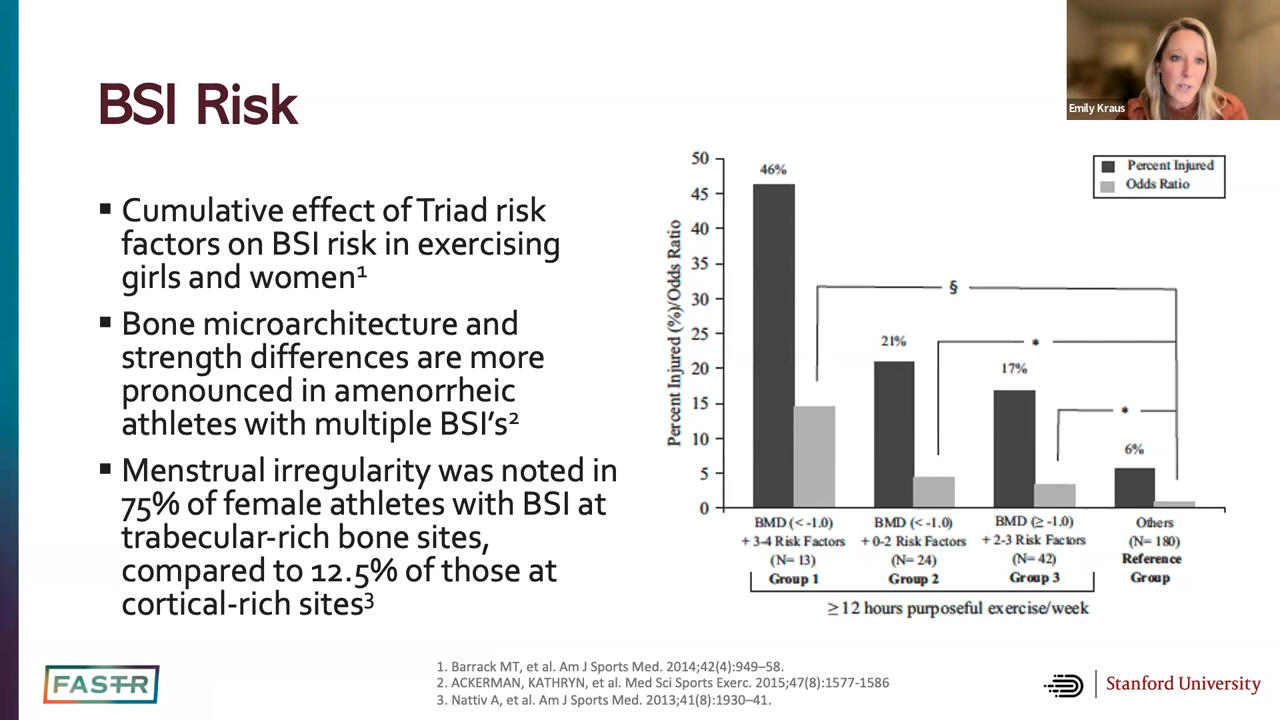 BSI Risk
Emily Kraus
▪ Cumulative effect of Triad risk
factors on BSI risk in exercising
girls and women¹
▪ Bone microarchitecture and
strength differences are more
pronounced in amenorrheic
athletes with multiple BSI's²
▪ Menstrual irregularity was noted in
75% of female athletes with BSI at
trabecular-rich bone sites,
compared to 12.5% of those at
cortical-rich sites³
Percent Injured (%)/Odds Ratio
50
45
40
35
30
25
20
15
10
5
0
Percent Injured
Odds Ratio
46%
21%
17%
6%
§
*
*
BMD (< -1.0)
+ 3-4 Risk Factors
(N= 13)
Group 1
BMD (< -1.0)
+ 0-2 Risk Factors
(N= 24)
Group 2
BMD (≥ -1.0)
+ 2-3 Risk Factors
(N= 42)
Group 3
Others
(N= 180)
Reference
Group
≥ 12 hours purposeful exercise/week
FASTR
1. Barrack MT, et al. Am J Sports Med. 2014;42(4):949–58.
2. ACKERMAN, KATHRYN, et al. Med Sci Sports Exerc. 2015;47(8):1577-1586
3. Nattiv A, et al. Am J Sports Med. 2013;41(8):1930–41.
Stanford University